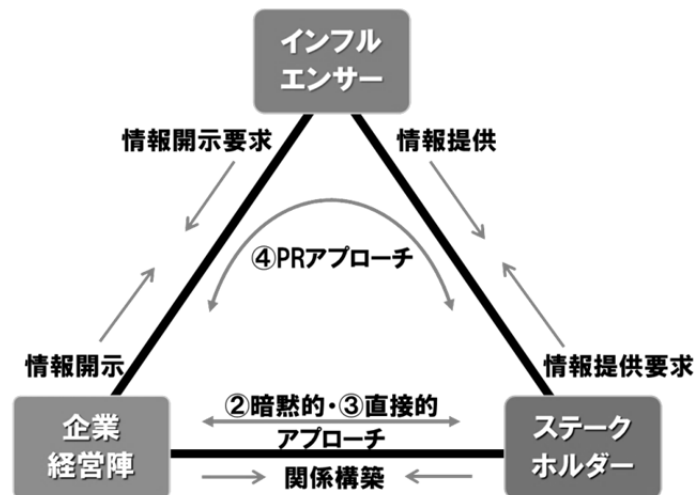 インフル
エンサー
情報開示要求
情報提供
④PRアプローチ
情報開示
情報提供要求
企業
経営陣
②暗黙的・③直接的
アプローチ
ステーク
ホルダー
関係構築